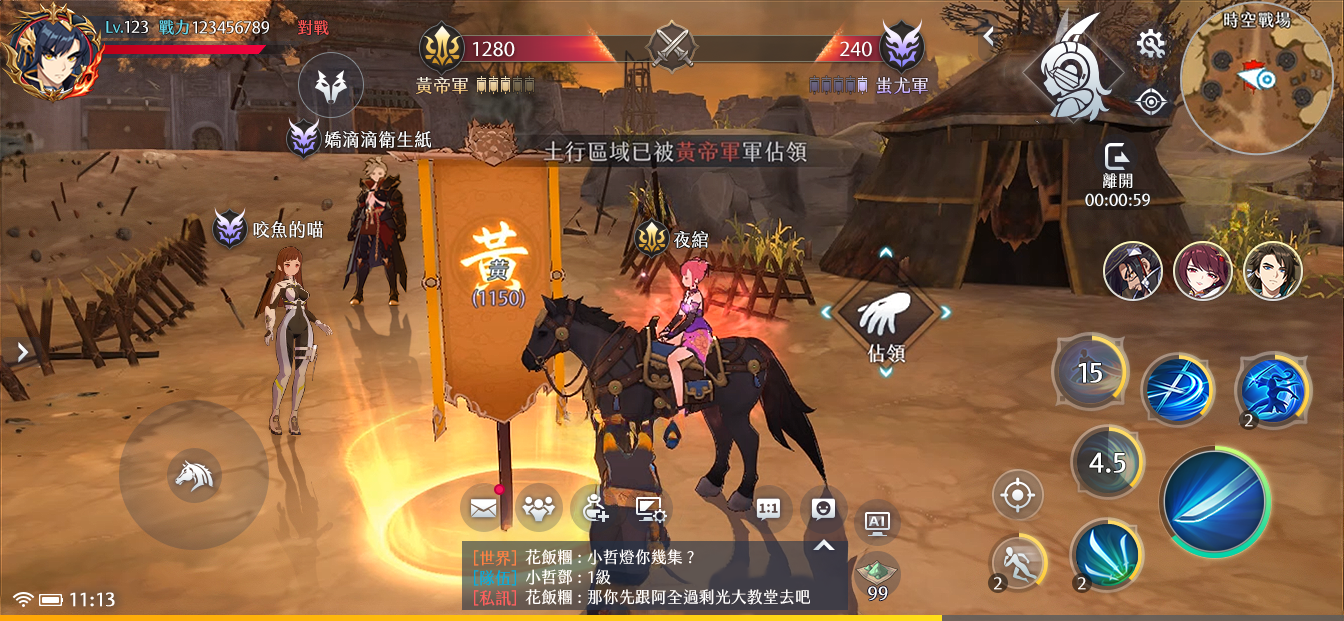 Lv.123 戰力123456789 對戰
1280
240
時空戰場
黃帝軍
蚩尤軍
嬌滴滴衛生紙
土行區域已被黃帝軍軍佔領
離開
00:00:59
咬魚的喵
夜綰
黃
黃
(1150)
佔領
15
2
4.5
1:1
AI
[世界] 花飯糰 : 小哲燈你幾集？
[隊伍] 小哲鄧 : 1級
[私訊] 花飯糰 : 那你先跟阿全過剩光大教堂去吧
99
2
2
11:13